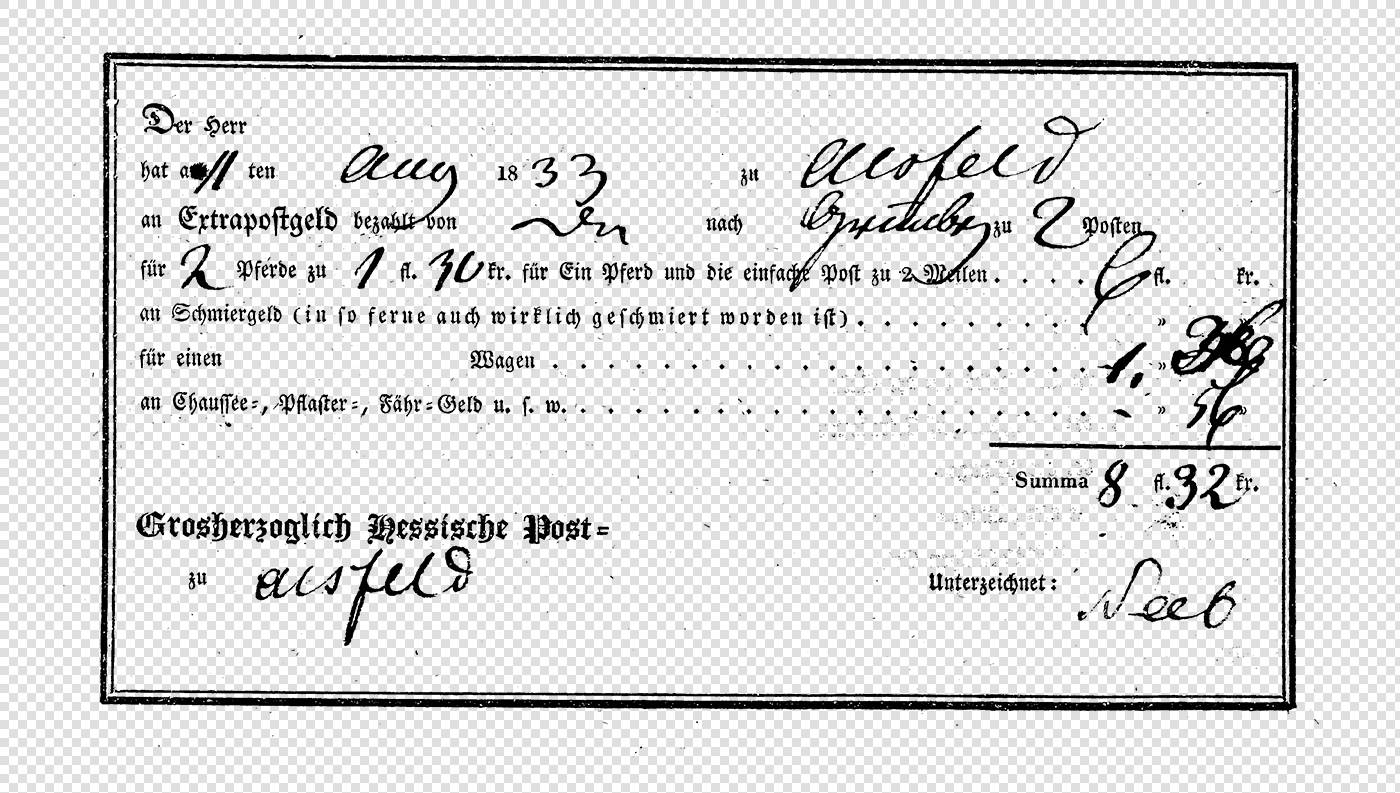 Der Herr
hat am 11 ten Aug 1833 zu Alsfeld
an Extrapostgeld bezahlt von nach Grünberg zu 2 Posten
für 2 Pferde zu 1 fl. 30 kr. für Ein Pferd und die einfache Post zu 2 Meilen . . . . . 6 fl. kr.
an Schmiergeld (in so ferne auch wirklich geschmiert worden ist) . . . . . . . . . „
für einen Wagen . . . . . . . . . . . . . . . . . . . . 1. „ 36
an Chaussée-, Pflaster-, Fähr-Geld u. s. w. . . . . . . . . . . . . . . . . . . . - „ 56 „
Summa 8 fl. 32 kr.
Grosherzoglich Hessische Post-
zu Alsfeld Unterzeichnet: Neeb